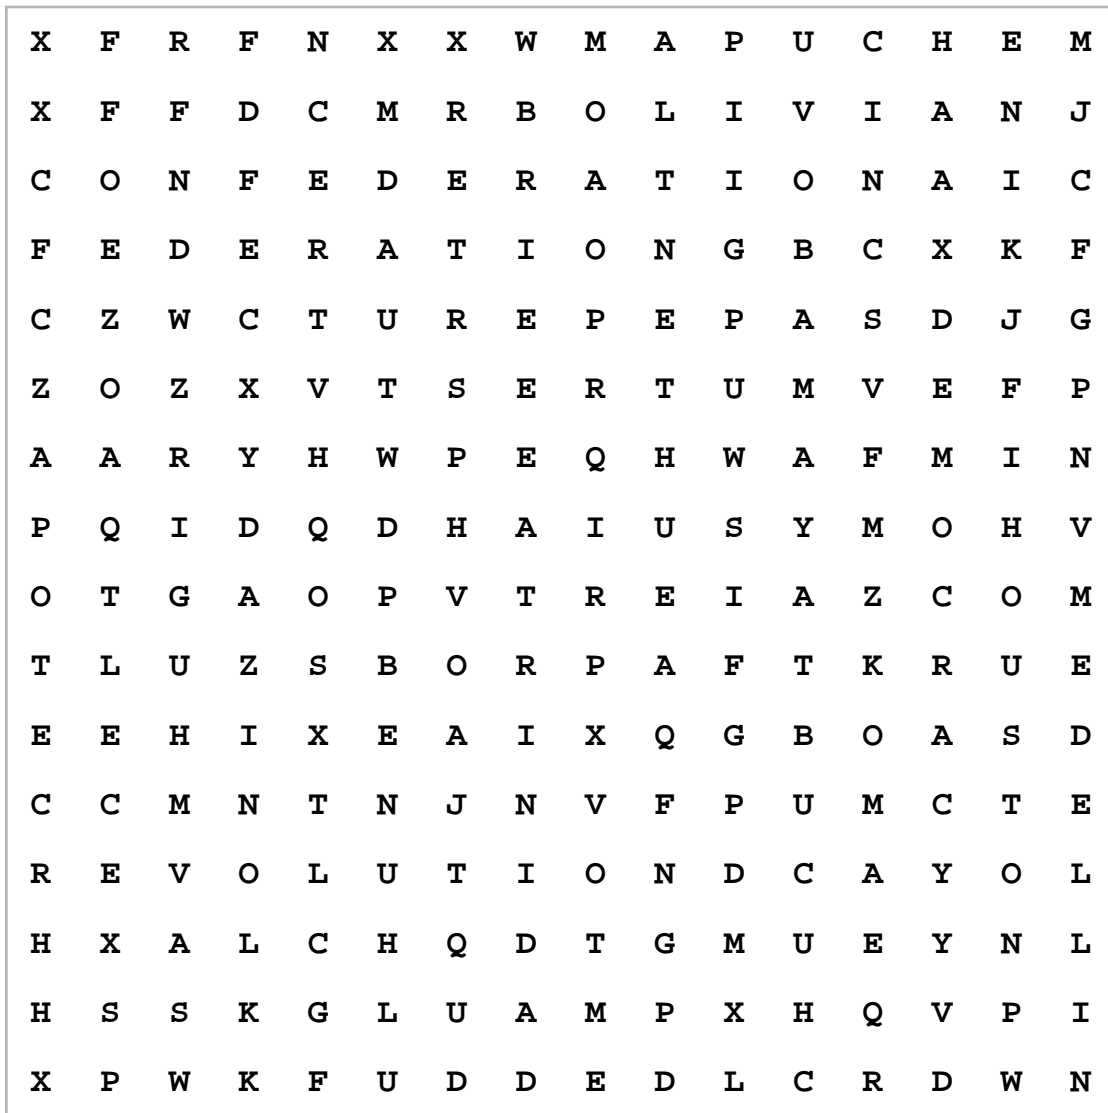 X F R F N X X W M A P U C H E M
X F F D C M R B O L I V I A N J
C O N F E D E R A T I O N A I C
F E D E R A T I O N G B C X K F
C Z W C T U R E P E P A S D J G
Z O Z X V T S E R T U M V E F P
A A R Y H W P E Q H W A F M I N
P Q I D Q D H A I U S Y M O H V
O T G A O P V T R E I A Z C O M
T L U Z S B O R P A F T K R U E
E E H I X E A I X Q G B O A S D
C C M N T N J N V F P U M C T E
R E V O L U T I O N D C A Y O L
H X A L C H Q D T G M U E Y N L
H S S K G L U A M P X H Q V P I
X P W K F U D D E D L C R D W N